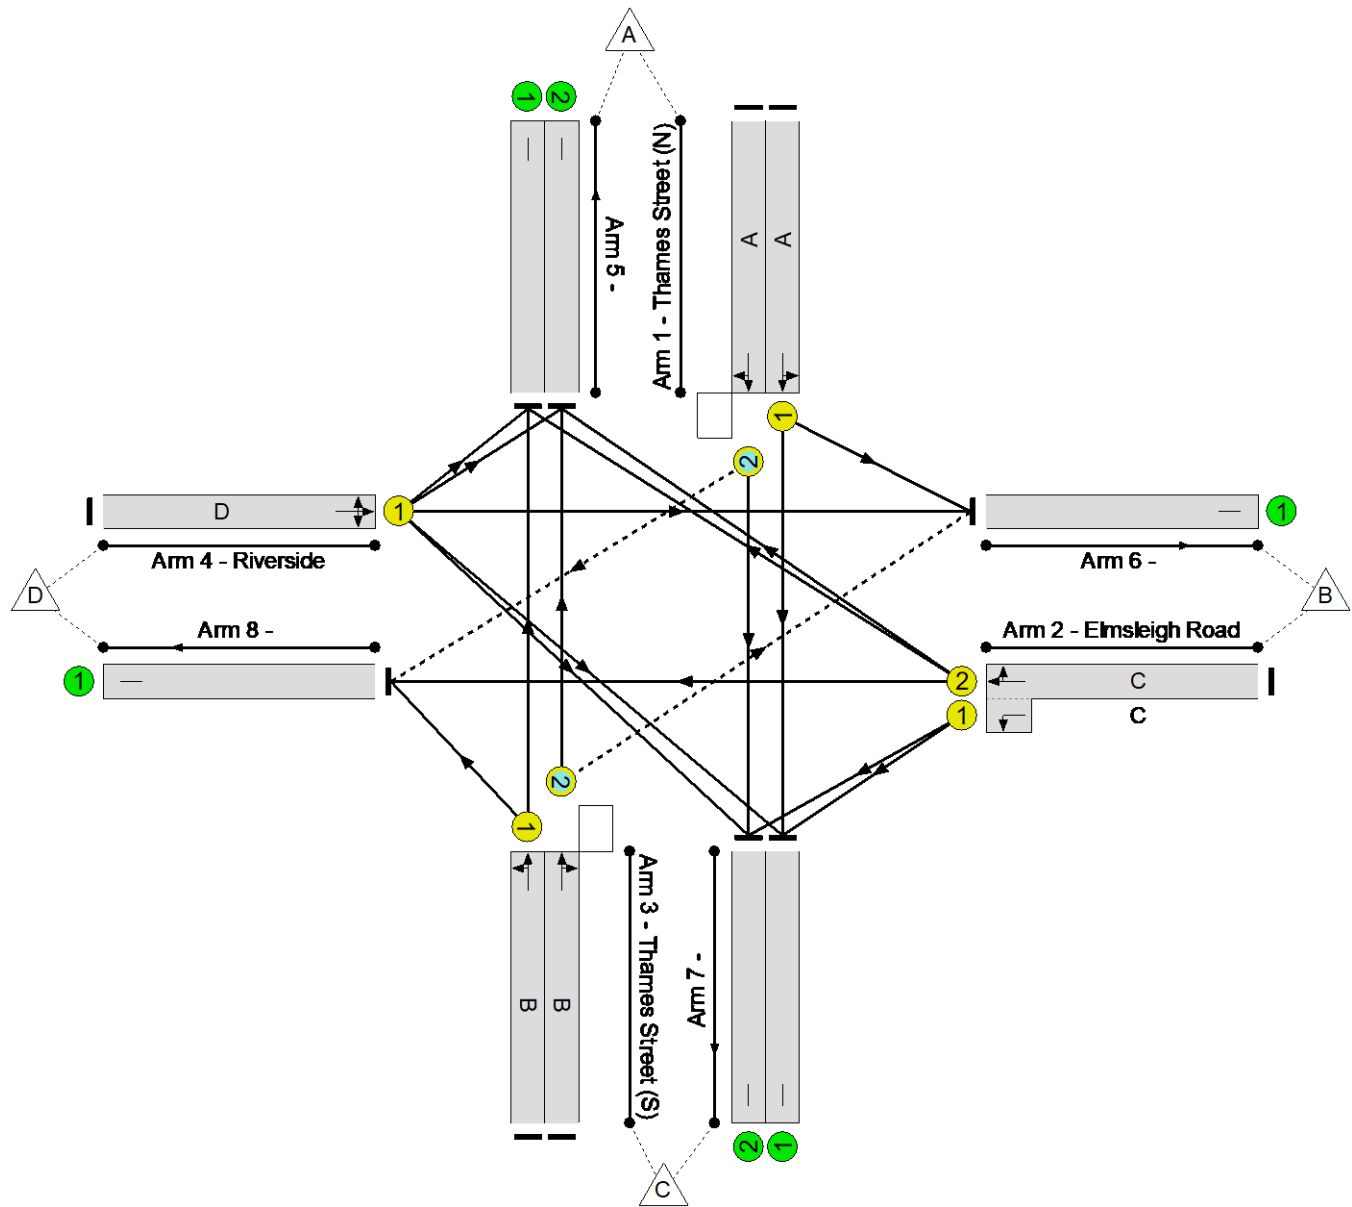 A
1
2
Arm 5 -
Arm 1 - Thames Street (N)
A
A
1
2
D
1
Arm 4 - Riverside
1
Arm 6 -
D
B
Arm 8 -
Arm 2 - Elmsleigh Road
1
2
C
1
C
2
1
B
B
Arm 3 - Thames Street (S)
Arm 7 -
2
1
C